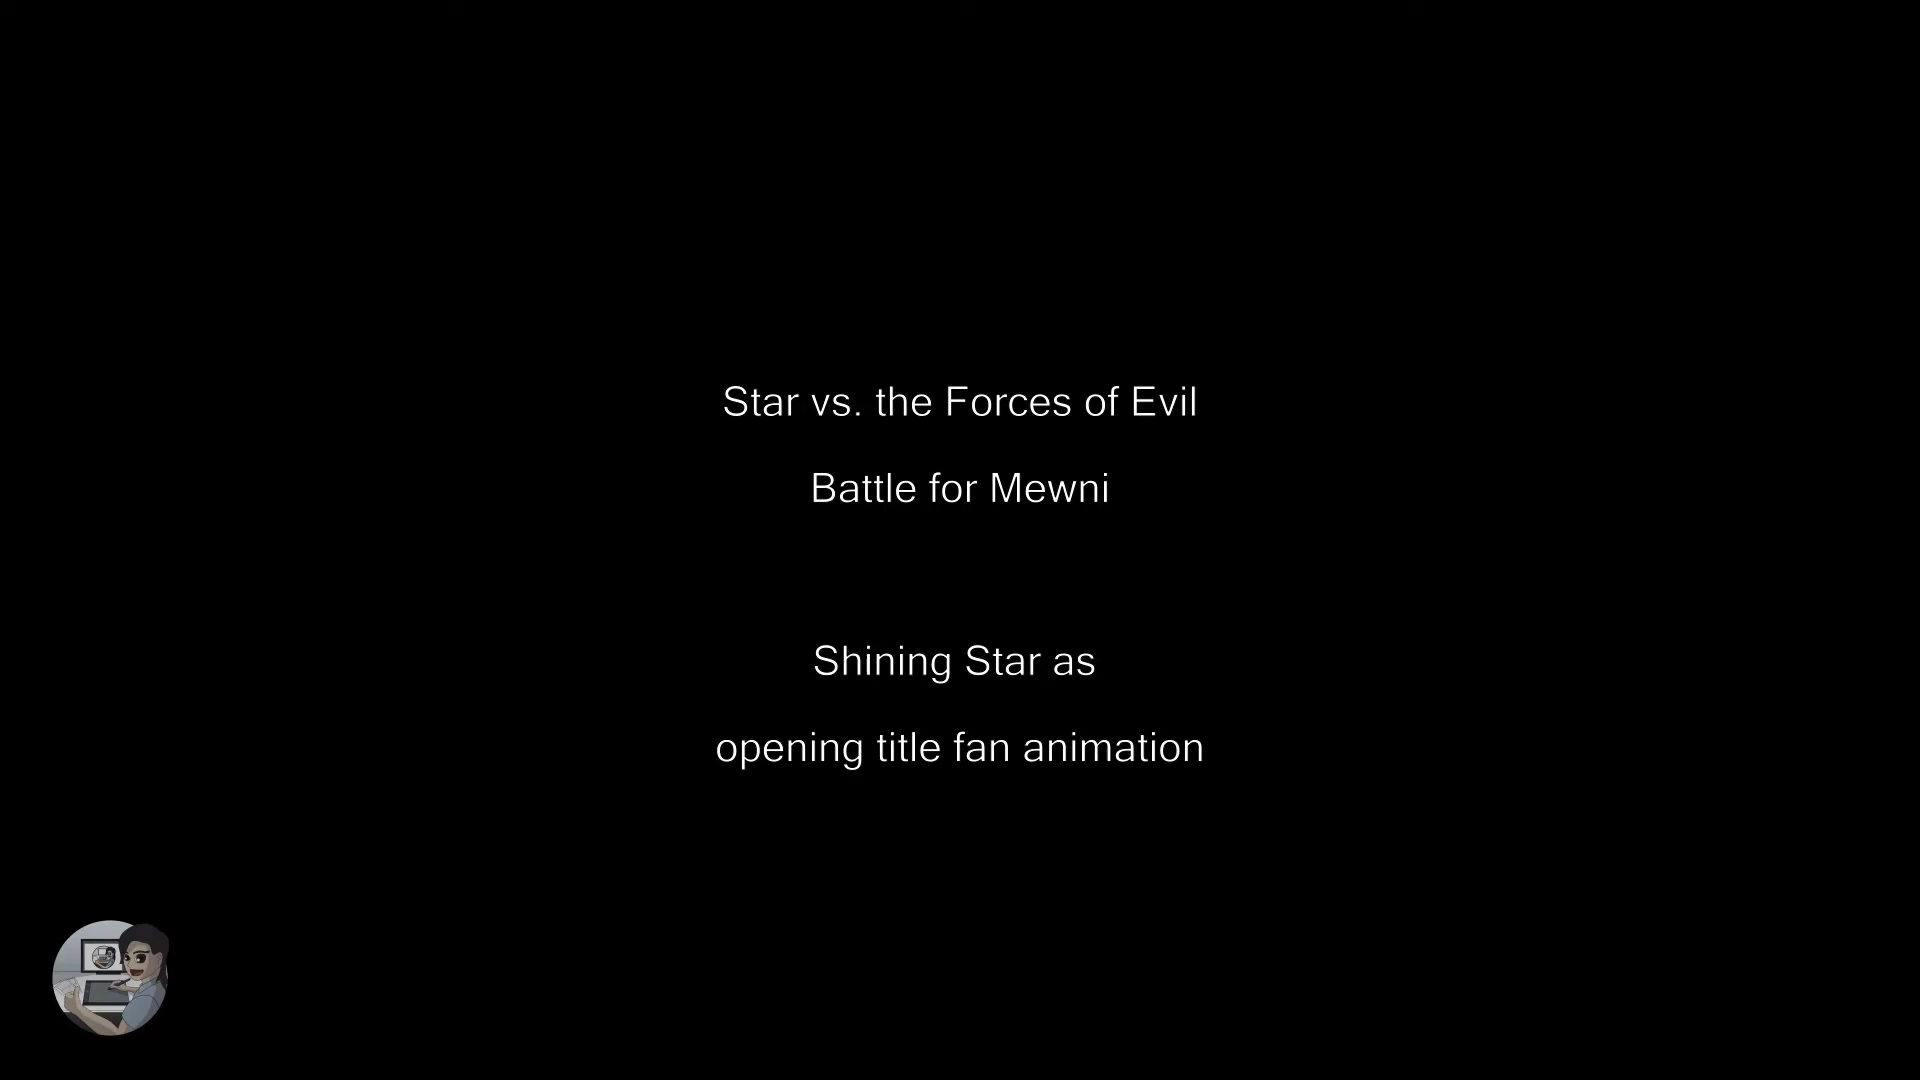 Star vs. the Forces of Evil
Battle for Mewni
Shining Star as
opening title fan animation